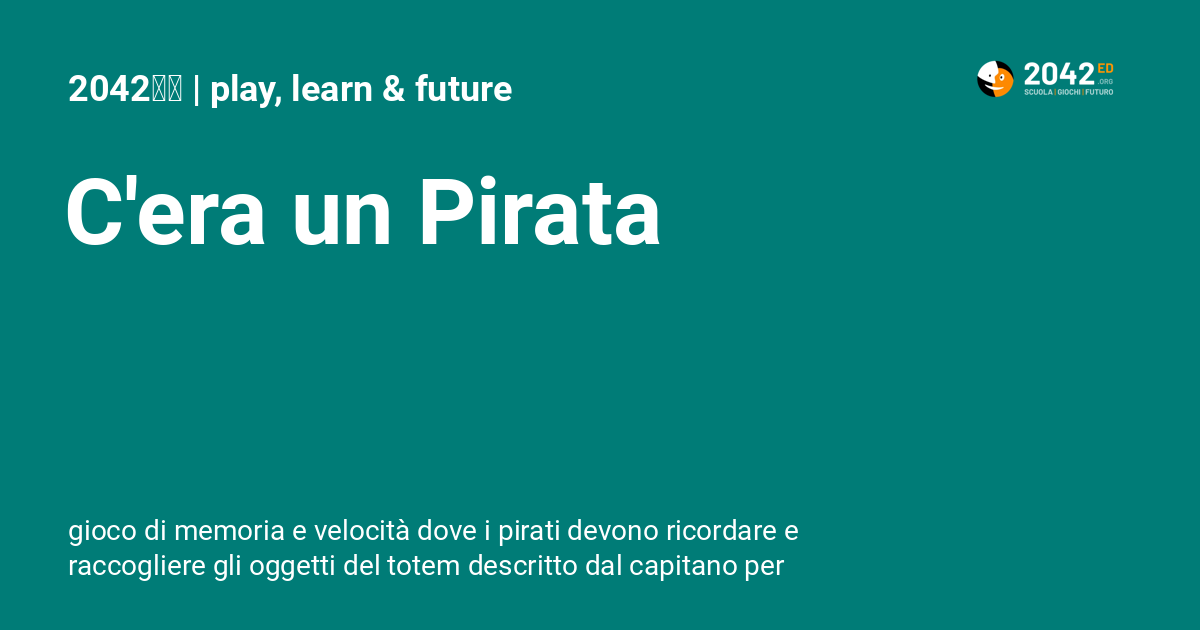 2042 | play, learn & future
2042 ED
.ORG
SCUOLA | GIOCHI | FUTURO
C'era un Pirata
gioco di memoria e velocità dove i pirati devono ricordare e
raccogliere gli oggetti del totem descritto dal capitano per